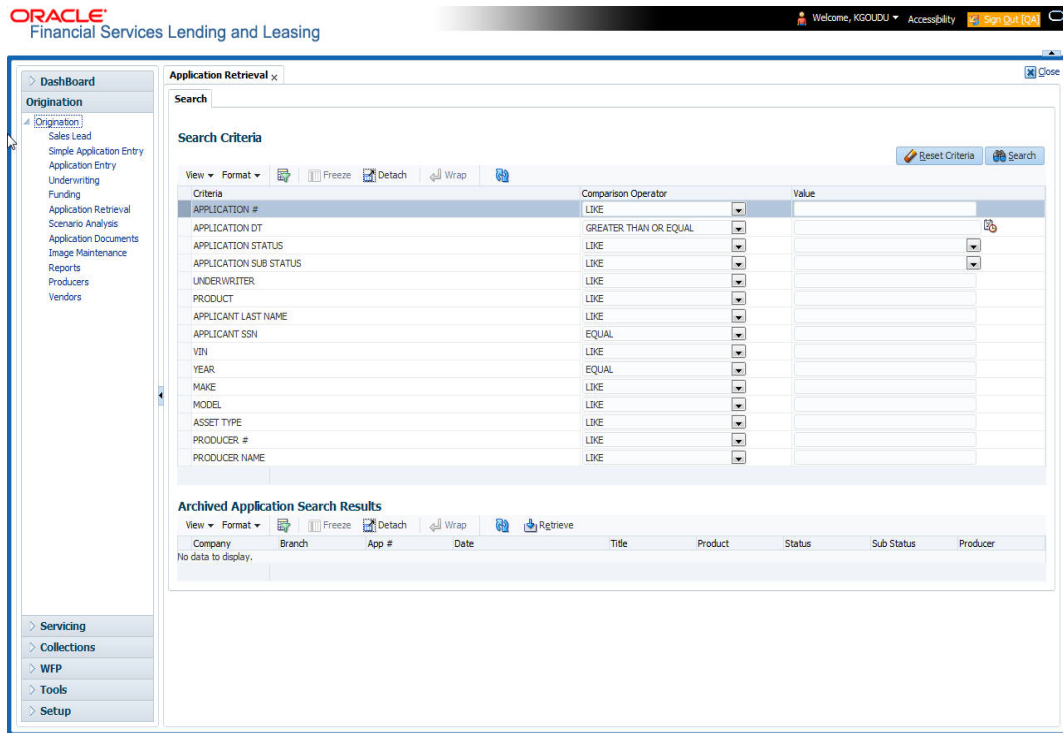 ORACLE®
Financial Services Lending and Leasing
Welcome, KGOUDU Accessibility Sign Out [QA]
Close
DashBoard
Origination
Origination
Sales Lead
Simple Application Entry
Application Entry
Underwriting
Funding
Application Retrieval
Scenario Analysis
Application Documents
Image Maintenance
Reports
Producers
Vendors
Servicing
Collections
WFP
Tools
Setup
Application Retrieval x
Search
Search Criteria
Reset Criteria Search
View Format Freeze Detach Wrap
Criteria Comparison Operator Value
APPLICATION # LIKE
APPLICATION DT GREATER THAN OR EQUAL
APPLICATION STATUS LIKE
APPLICATION SUB STATUS LIKE
UNDERWRITER LIKE
PRODUCT LIKE
APPLICANT LAST NAME LIKE
APPLICANT SSN EQUAL
VIN LIKE
YEAR EQUAL
MAKE LIKE
MODEL LIKE
ASSET TYPE LIKE
PRODUCER # LIKE
PRODUCER NAME LIKE
Archived Application Search Results
View Format Freeze Detach Wrap Retrieve
Company Branch App # Date Title Product Status Sub Status Producer
No data to display.